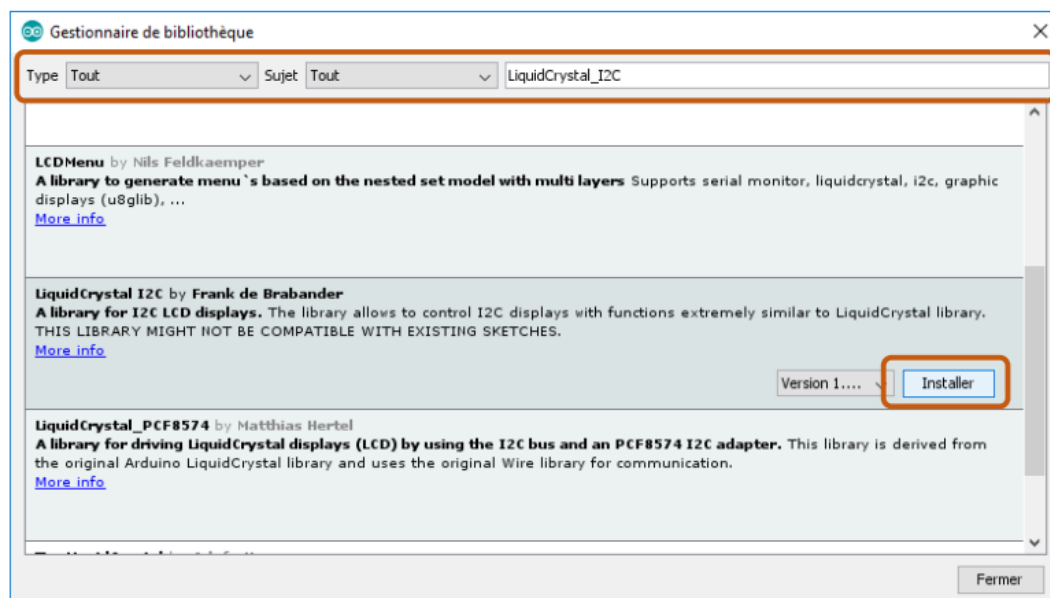 Gestionnaire de bibliothèque
Type Tout Sujet Tout LiquidCrystal_I2C
LCDMenu by Nils Feldkaemper
A library to generate menu`s based on the nested set model with multi layers Supports serial monitor, liquidcrystal, i2c, graphic
displays (u8glib), ...
More info
LiquidCrystal I2C by Frank de Brabander
A library for I2C LCD displays. The library allows to control I2C displays with functions extremely similar to LiquidCrystal library.
THIS LIBRARY MIGHT NOT BE COMPATIBLE WITH EXISTING SKETCHES.
More info
Version 1.... Installer
LiquidCrystal_PCF8574 by Matthias Hertel
A library for driving LiquidCrystal displays (LCD) by using the I2C bus and an PCF8574 I2C adapter. This library is derived from
the original Arduino LiquidCrystal library and uses the original Wire library for communication.
More info
Fermer